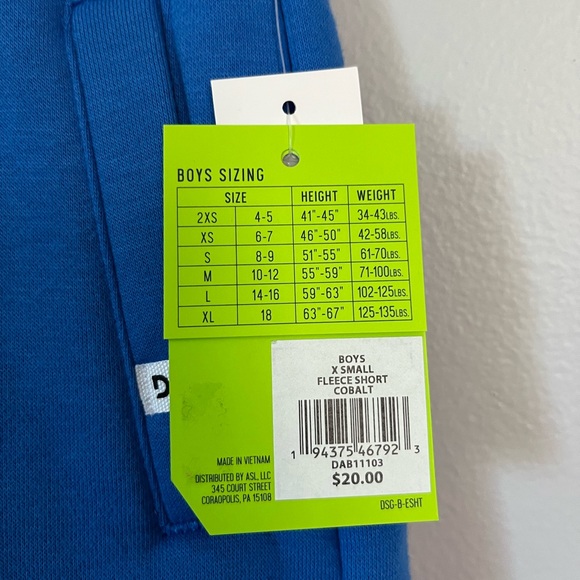 BOYS SIZING
SIZE HEIGHT WEIGHT
2XS 4-5 41"-45" 34-43LBS.
XS 6-7 46"-50" 42-58LBS.
S 8-9 51"-55" 61-70LBS.
M 10-12 55"-59" 71-100LBS.
L 14-16 59"-63" 102-125LBS.
XL 18 63"-67" 125-135LBS.
BOYS
X SMALL
FLEECE SHORT
COBALT
1 94375 46792 3
DAB11103
$20.00
D
MADE IN VIETNAM
DISTRIBUTED BY ASL, LLC
345 COURT STREET
CORAOPOLIS, PA 15108
DSG-B-ESHT